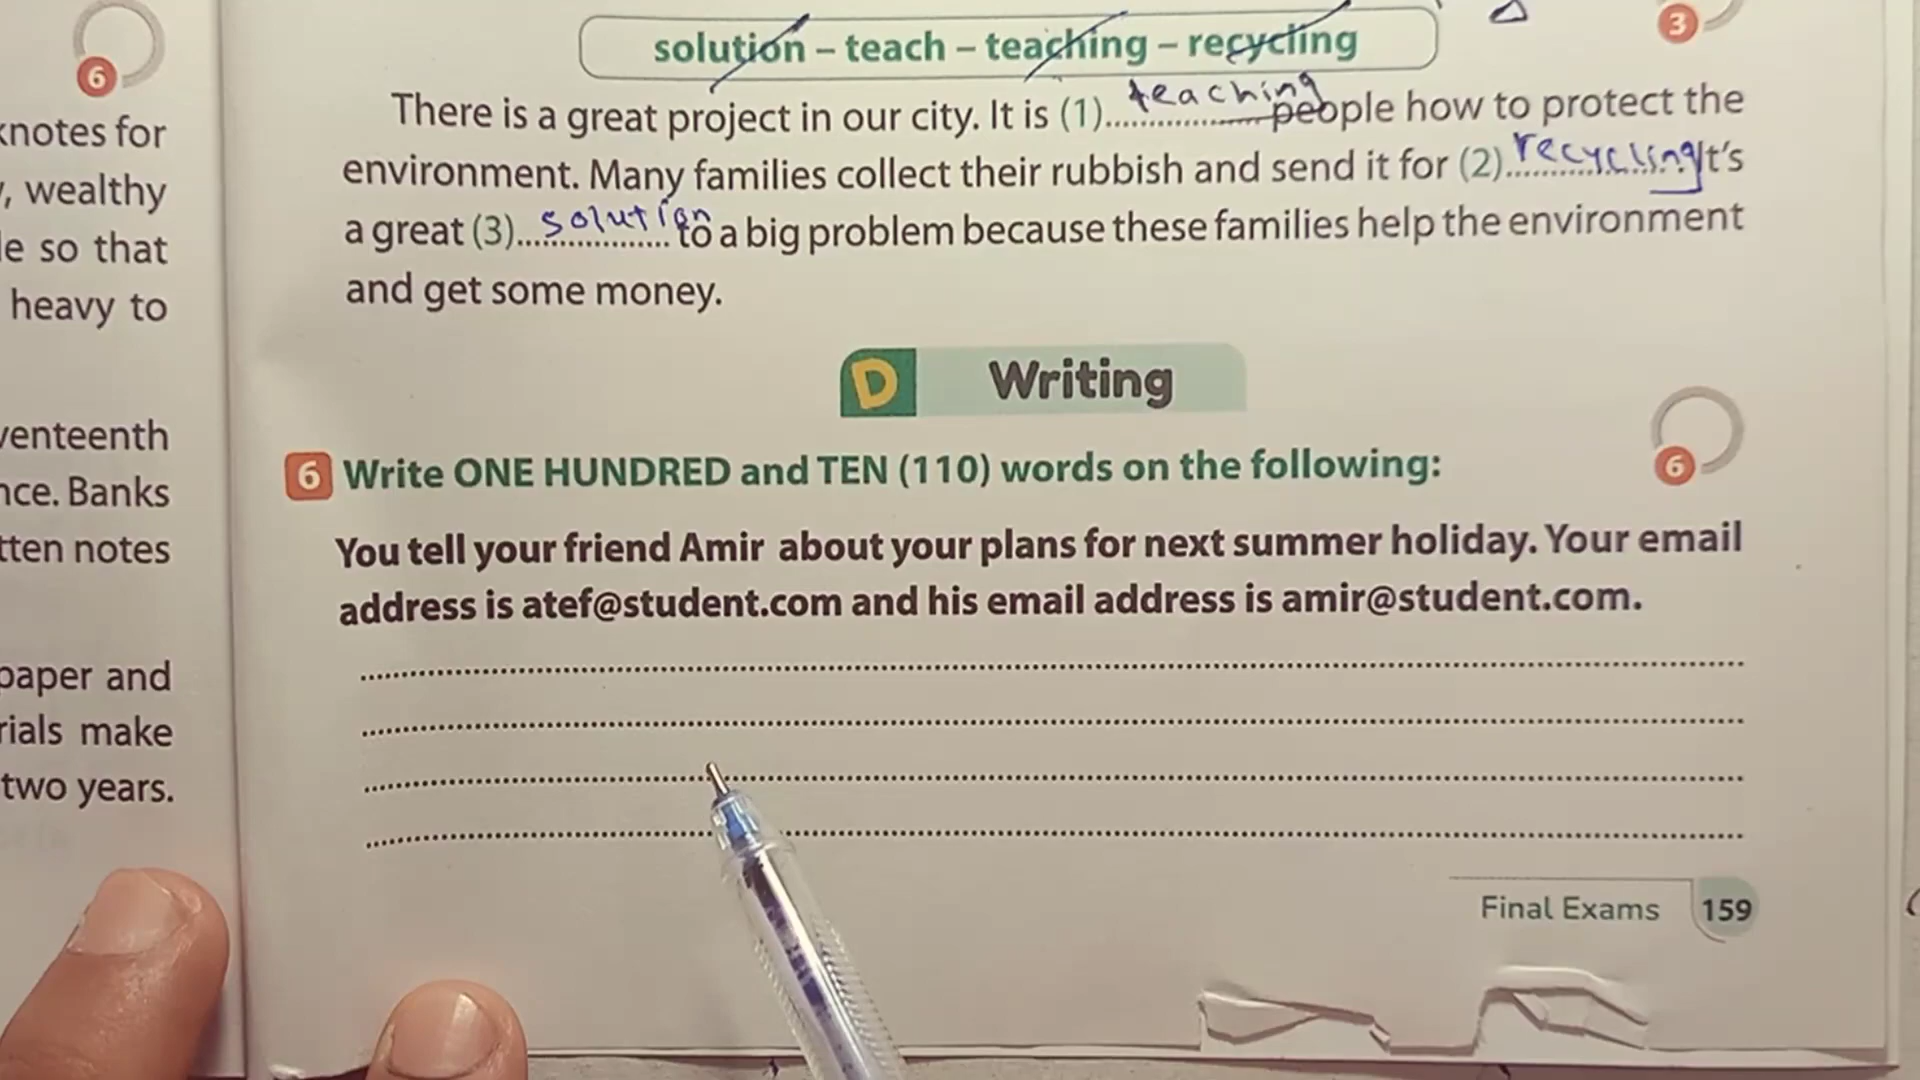 6
3
solution – teach – teaching – recycling
There is a great project in our city. It is (1) teaching people how to protect the
environment. Many families collect their rubbish and send it for (2) recycling It's
a great (3) solution to a big problem because these families help the environment
and get some money.
notes for
, wealthy
so that
heavy to
Banks
notes
paper and
make
two years.
D Writing
6 Write ONE HUNDRED and TEN (110) words on the following:
6
You tell your friend Amir about your plans for next summer holiday. Your email
address is atef@student.com and his email address is amir@student.com.
Final Exams 159